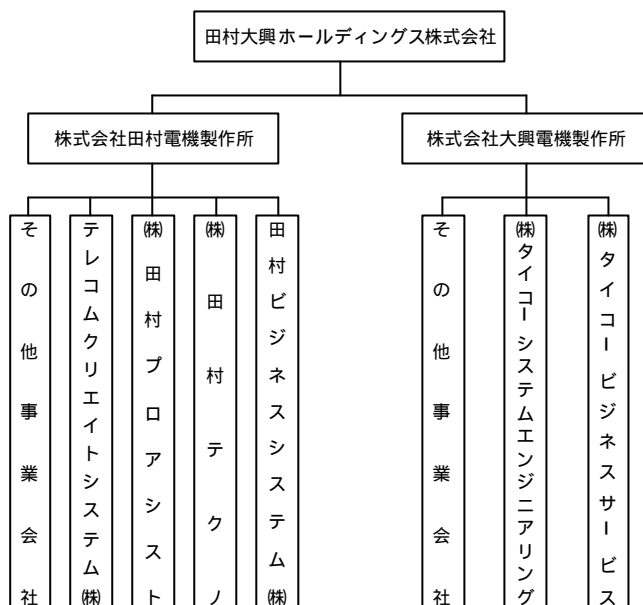 田村大興ホールディングス株式会社
株式会社田村電機製作所
株式会社大興電機製作所
その他事業会社
テレコムクリエイトシステム㈱
㈱田村プロアシスト
㈱田村テクノ
田村ビジネスシステム㈱
その他事業会社
㈱タイコーシステムエンジニアリング
㈱タイコービジネスサービス